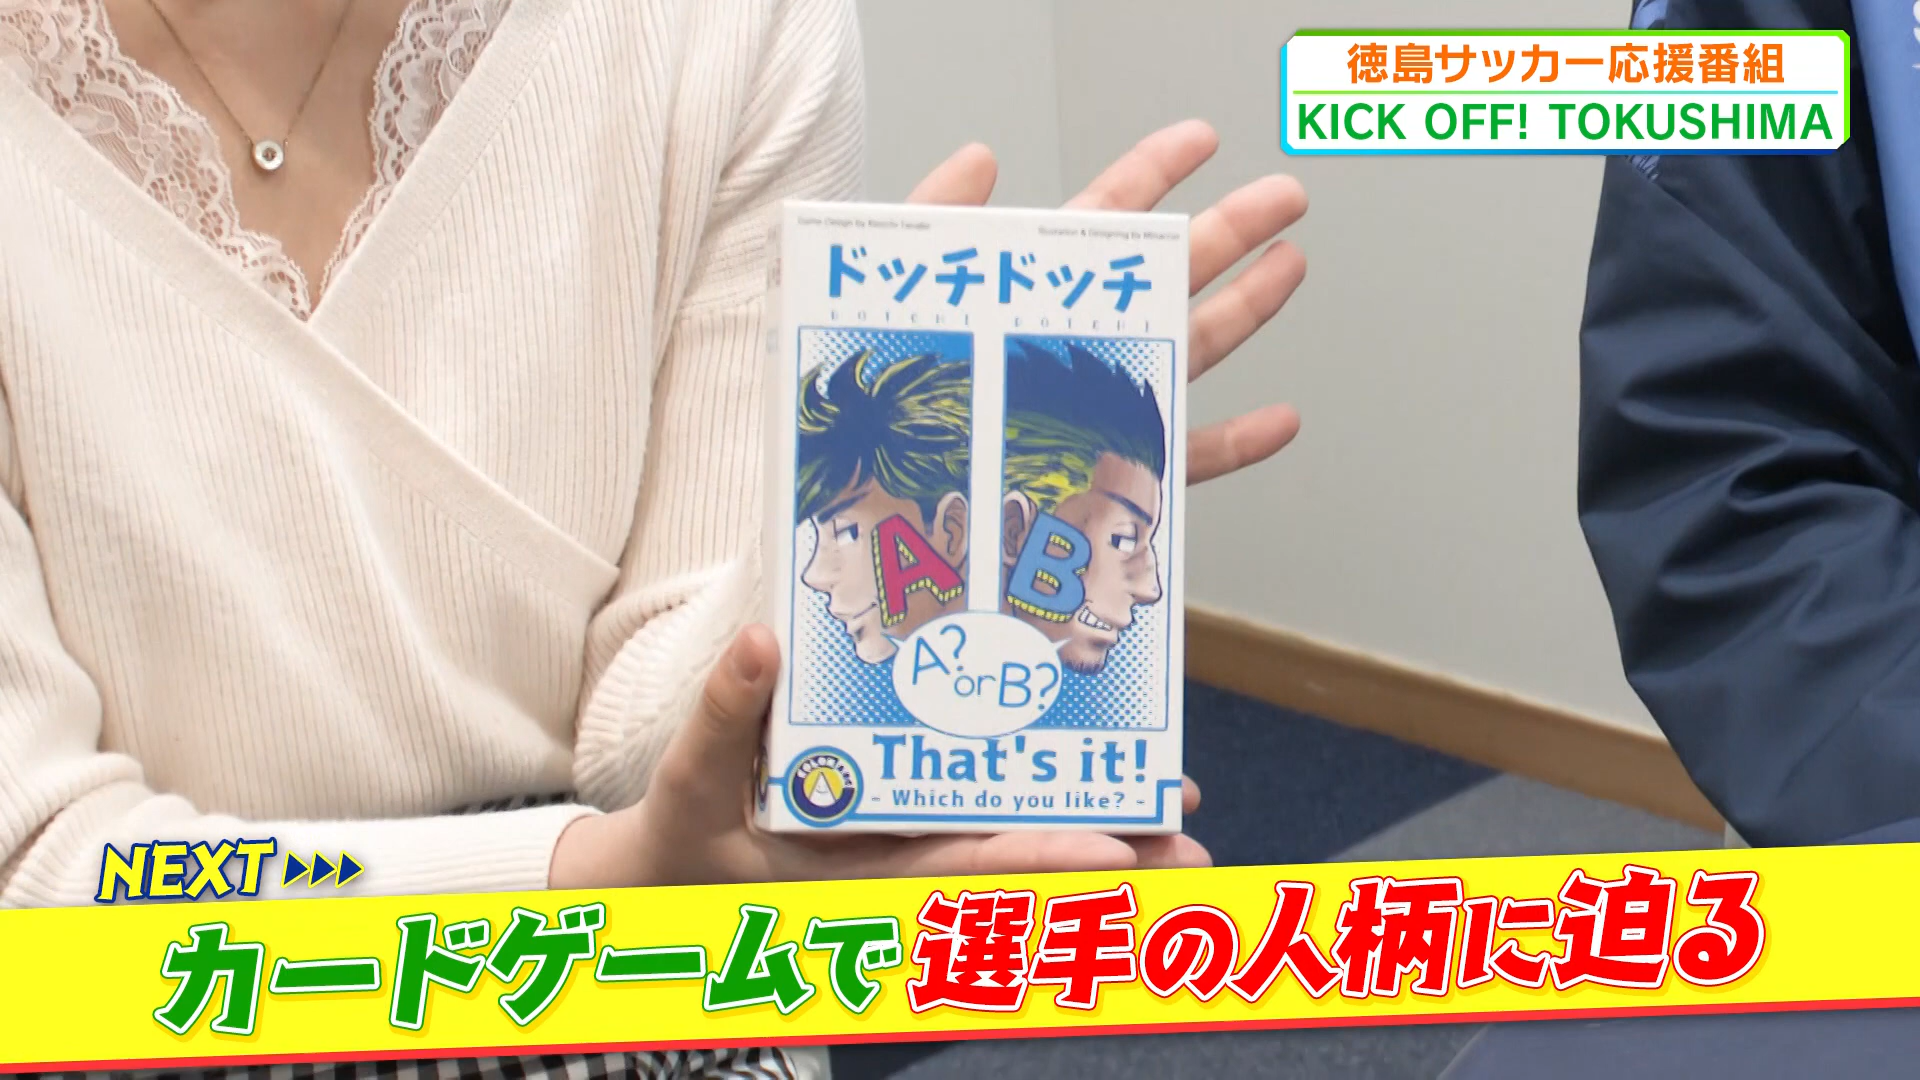 徳島サッカー応援番組
KICK OFF! TOKUSHIMA
ドッチドッチ
A
B
A?
or B?
That's it!
- Which do you like? -
NEXT
カードゲームで選手の人柄に迫る